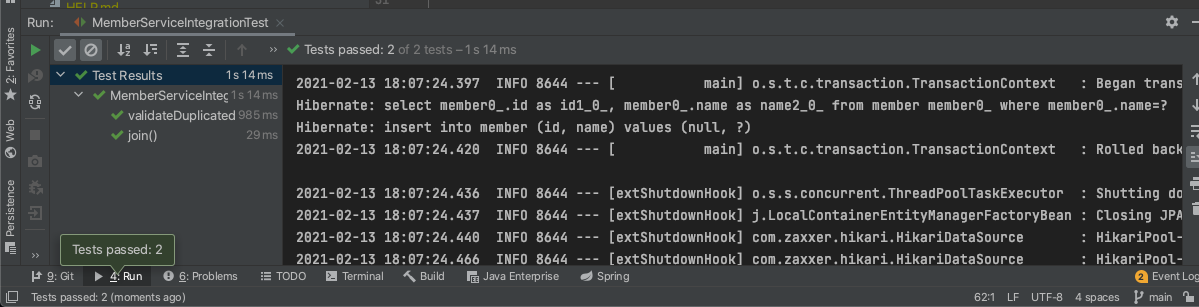 HELP.md
31
Run: MemberServiceIntegrationTest ×
» Tests passed: 2 of 2 tests – 1 s 14 ms
Test Results 1 s 14 ms
MemberServiceInteg 1 s 14 ms
validateDuplicated 985 ms
join() 29 ms
2021-02-13 18:07:24.397  INFO 8644 --- [           main] o.s.t.c.transaction.TransactionContext   : Began trans
Hibernate: select member0_.id as id1_0_, member0_.name as name2_0_ from member member0_ where member0_.name=?
Hibernate: insert into member (id, name) values (null, ?)
2021-02-13 18:07:24.420  INFO 8644 --- [           main] o.s.t.c.transaction.TransactionContext   : Rolled back
2021-02-13 18:07:24.436  INFO 8644 --- [extShutdownHook] o.s.s.concurrent.ThreadPoolTaskExecutor  : Shutting do
2021-02-13 18:07:24.437  INFO 8644 --- [extShutdownHook] j.LocalContainerEntityManagerFactoryBean : Closing JPA
2021-02-13 18:07:24.440  INFO 8644 --- [extShutdownHook] com.zaxxer.hikari.HikariDataSource       : HikariPool-
2021-02-13 18:07:24.466  INFO 8644 --- [extShutdownHook] com.zaxxer.hikari.HikariDataSource       : HikariPool-
2: Favorites
Web
Persistence
»
Tests passed: 2
9: Git 4: Run 6: Problems TODO Terminal Build Java Enterprise Spring 2 Event Log
Tests passed: 2 (moments ago) 62:1 LF UTF-8 4 spaces main